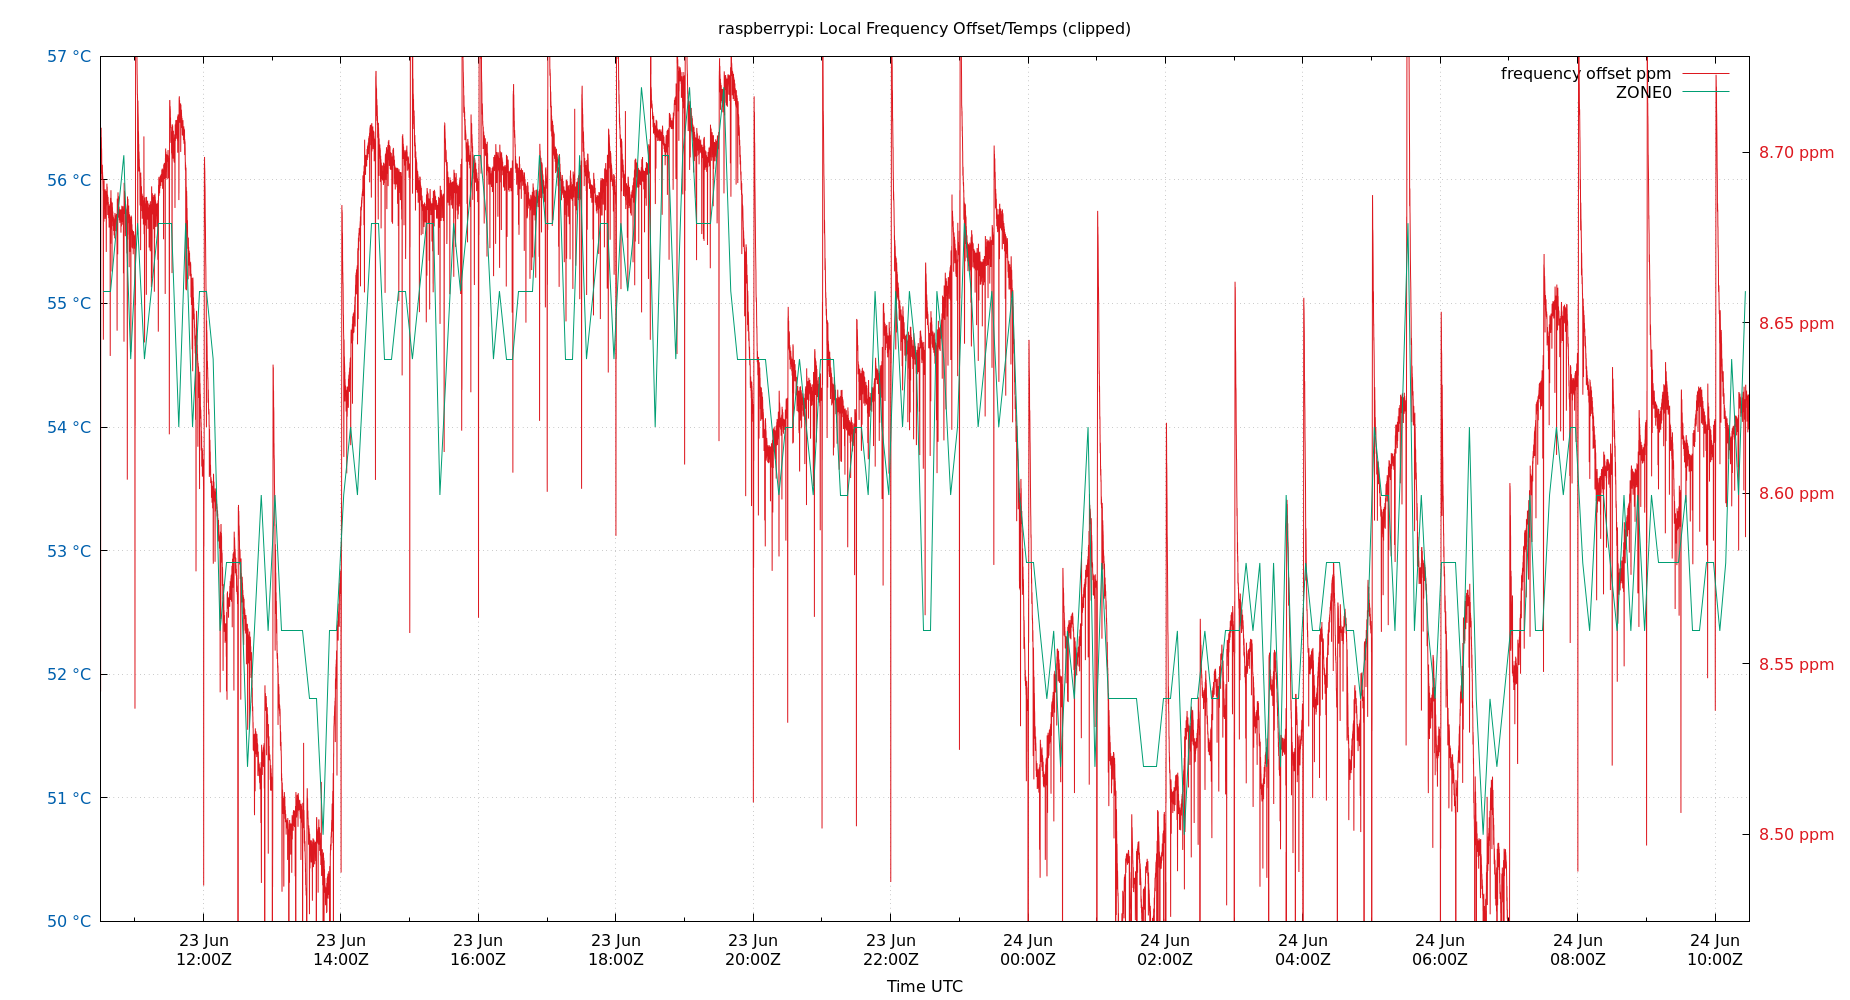 raspberrypi: Local Frequency Offset/Temps (clipped)
frequency offset ppm
ZONE0
57 °C
56 °C
55 °C
54 °C
53 °C
52 °C
51 °C
50 °C
8.70 ppm
8.65 ppm
8.60 ppm
8.55 ppm
8.50 ppm
23 Jun
12:00Z
23 Jun
14:00Z
23 Jun
16:00Z
23 Jun
18:00Z
23 Jun
20:00Z
23 Jun
22:00Z
24 Jun
00:00Z
24 Jun
02:00Z
24 Jun
04:00Z
24 Jun
06:00Z
24 Jun
08:00Z
24 Jun
10:00Z
Time UTC